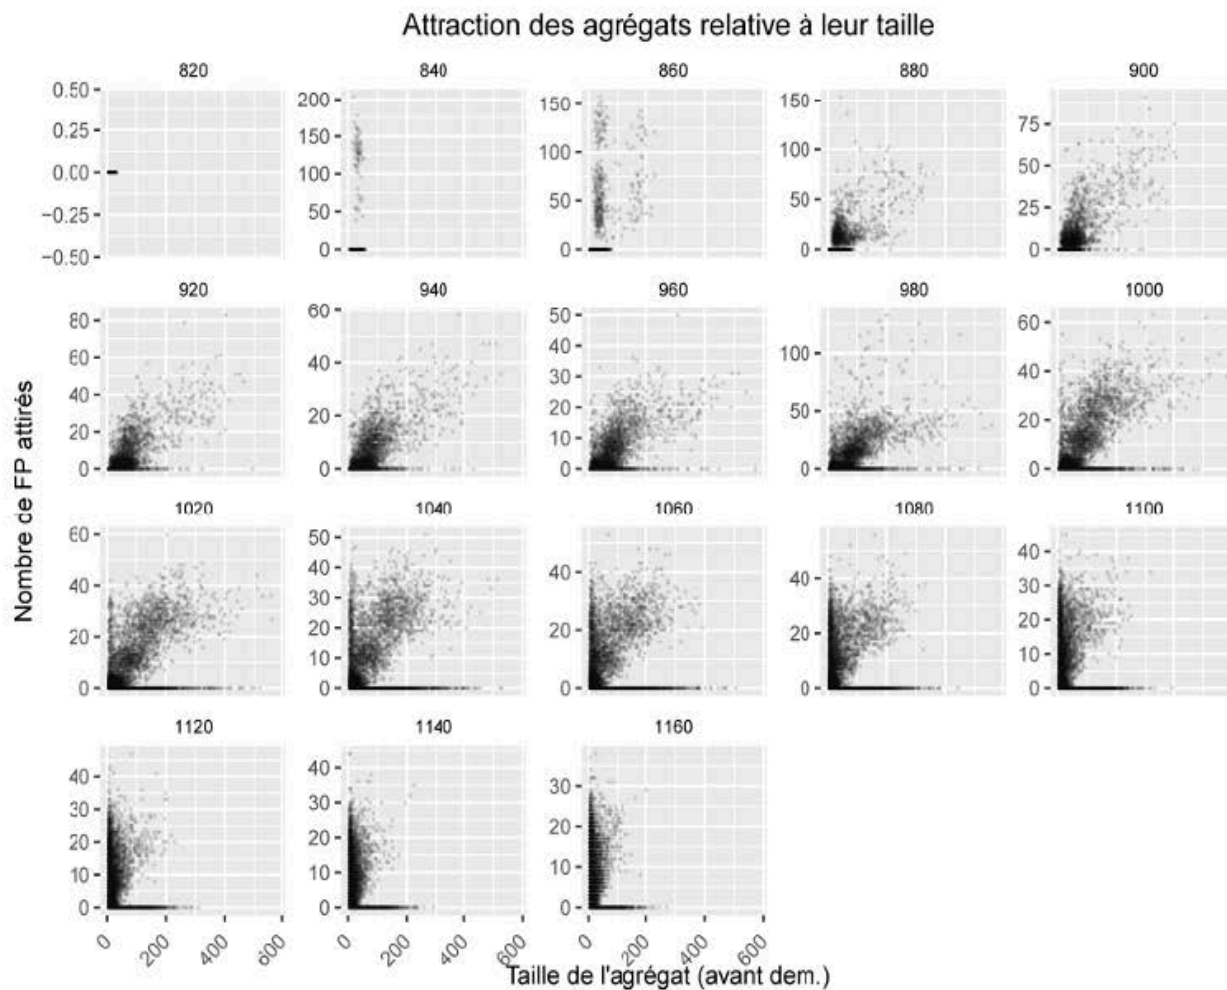 Attraction des agrégats relative à leur taille
820 840 860 880 900
0.50 200 150 150 75
0.25 150 100 100 50
0.00 100 50 50 25
−0.25 50
−0.50 0 0 0 0
920 940 960 980 1000
80 60 50 100 60
60 40 40 50 50
40 20 30 0 40
20 0 20 30
0 10 20
0 10
0
Nombre de FP attirés
1020 1040 1060 1080 1100
60 50 40 40 40
40 40 20 20 30
20 30 0 0 20
0 20 10
10 0
0
1120 1140 1160
40 40 30
30 30 20
20 20 10
10 10 0
0 0
0 200 400 600 0 200 400 600 0 200 400 600
Taille de l'agrégat (avant dem.)